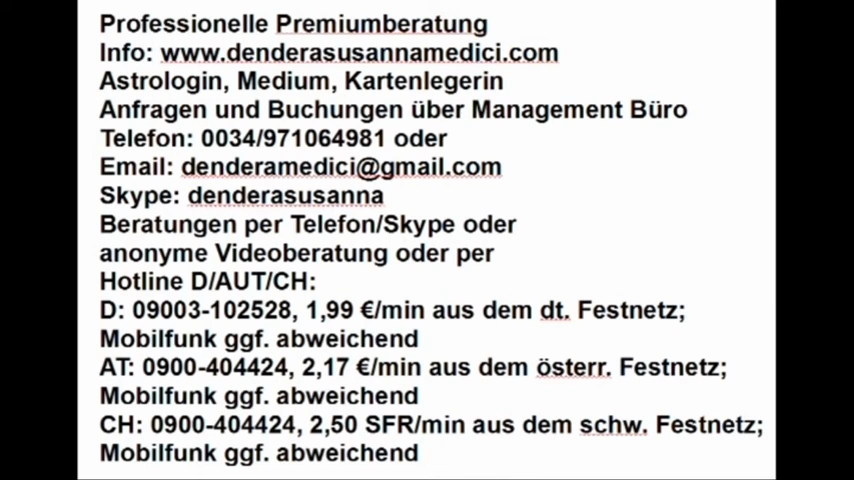 Professionelle Premiumberatung
Info: www.denderasusannamedici.com
Astrologin, Medium, Kartenlegerin
Anfragen und Buchungen über Management Büro
Telefon: 0034/971064981 oder
Email: denderamedici@gmail.com
Skype: denderasusanna
Beratungen per Telefon/Skype oder
anonyme Videoberatung oder per
Hotline D/AUT/CH:
D: 09003-102528, 1,99 €/min aus dem dt. Festnetz;
Mobilfunk ggf. abweichend
AT: 0900-404424, 2,17 €/min aus dem österr. Festnetz;
Mobilfunk ggf. abweichend
CH: 0900-404424, 2,50 SFR/min aus dem schw. Festnetz;
Mobilfunk ggf. abweichend